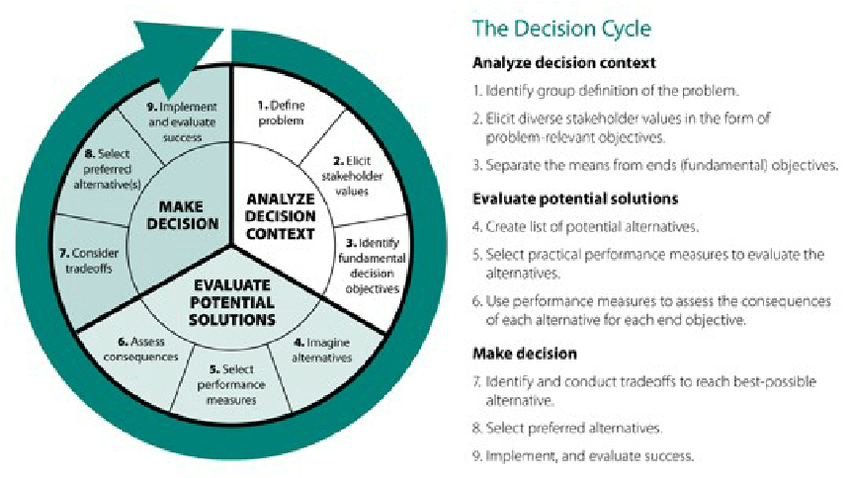 9. Implement
and evaluate
success
1. Define
problem
8. Select
preferred
alternative(s)
2. Elicit
stakeholder
values
MAKE
DECISION
ANALYZE
DECISION
CONTEXT
7. Consider
tradeoffs
3. Identify
fundamental
decision
objectives
EVALUATE
POTENTIAL
SOLUTIONS
6. Assess
consequences
4. Imagine
alternatives
5. Select
performance
measures
The Decision Cycle
Analyze decision context
1. Identify group definition of the problem.
2. Elicit diverse stakeholder values in the form of
problem-relevant objectives.
3. Separate the means from ends (fundamental) objectives.
Evaluate potential solutions
4. Create list of potential alternatives.
5. Select practical performance measures to evaluate the
alternatives.
6. Use performance measures to assess the consequences
of each alternative for each end objective.
Make decision
7. Identify and conduct tradeoffs to reach best-possible
alternative.
8. Select preferred alternatives.
9. Implement, and evaluate success.